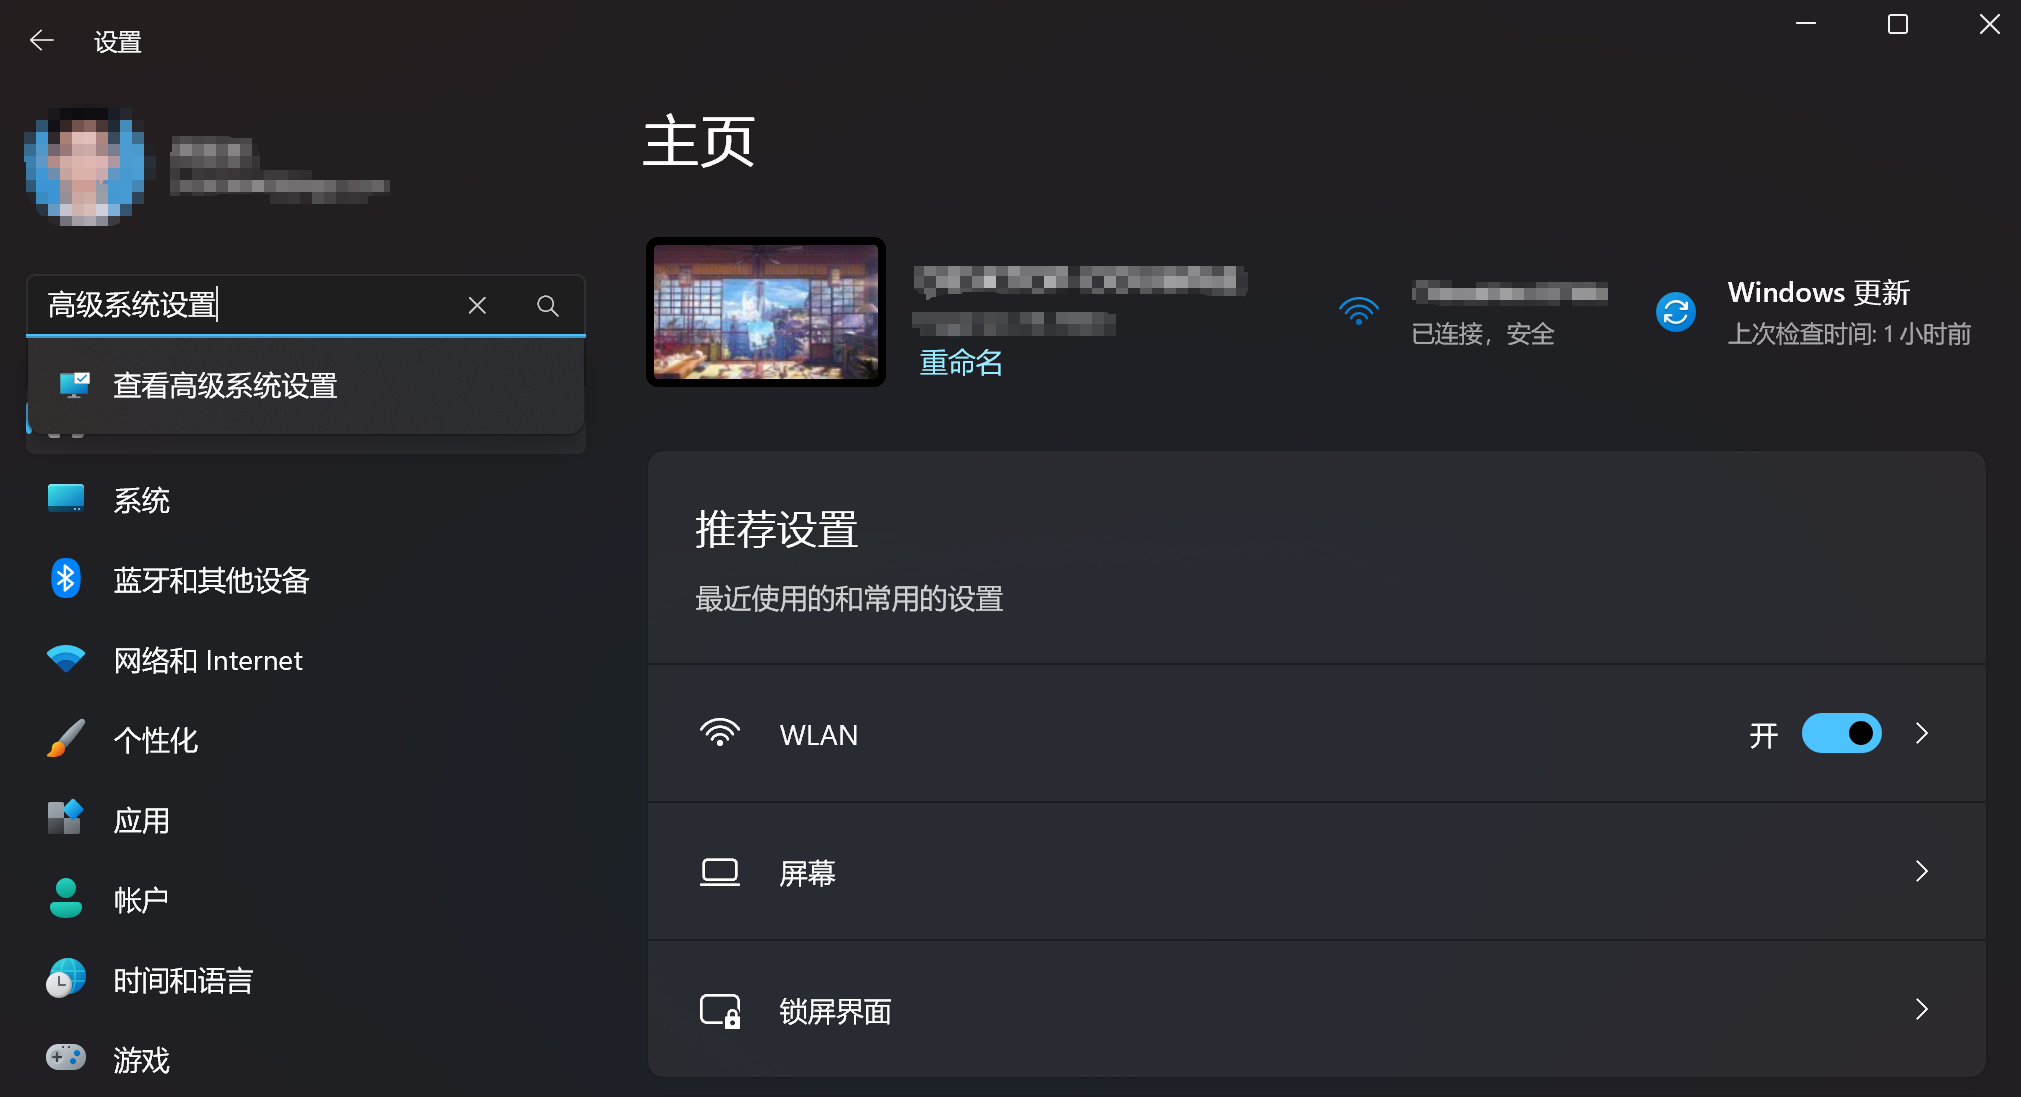 设置
高级系统设置
查看高级系统设置
系统
蓝牙和其他设备
网络和 Internet
个性化
应用
帐户
时间和语言
游戏
主页
重命名
已连接，安全
Windows 更新
上次检查时间: 1 小时前
推荐设置
最近使用的和常用的设置
WLAN
开
屏幕
锁屏界面